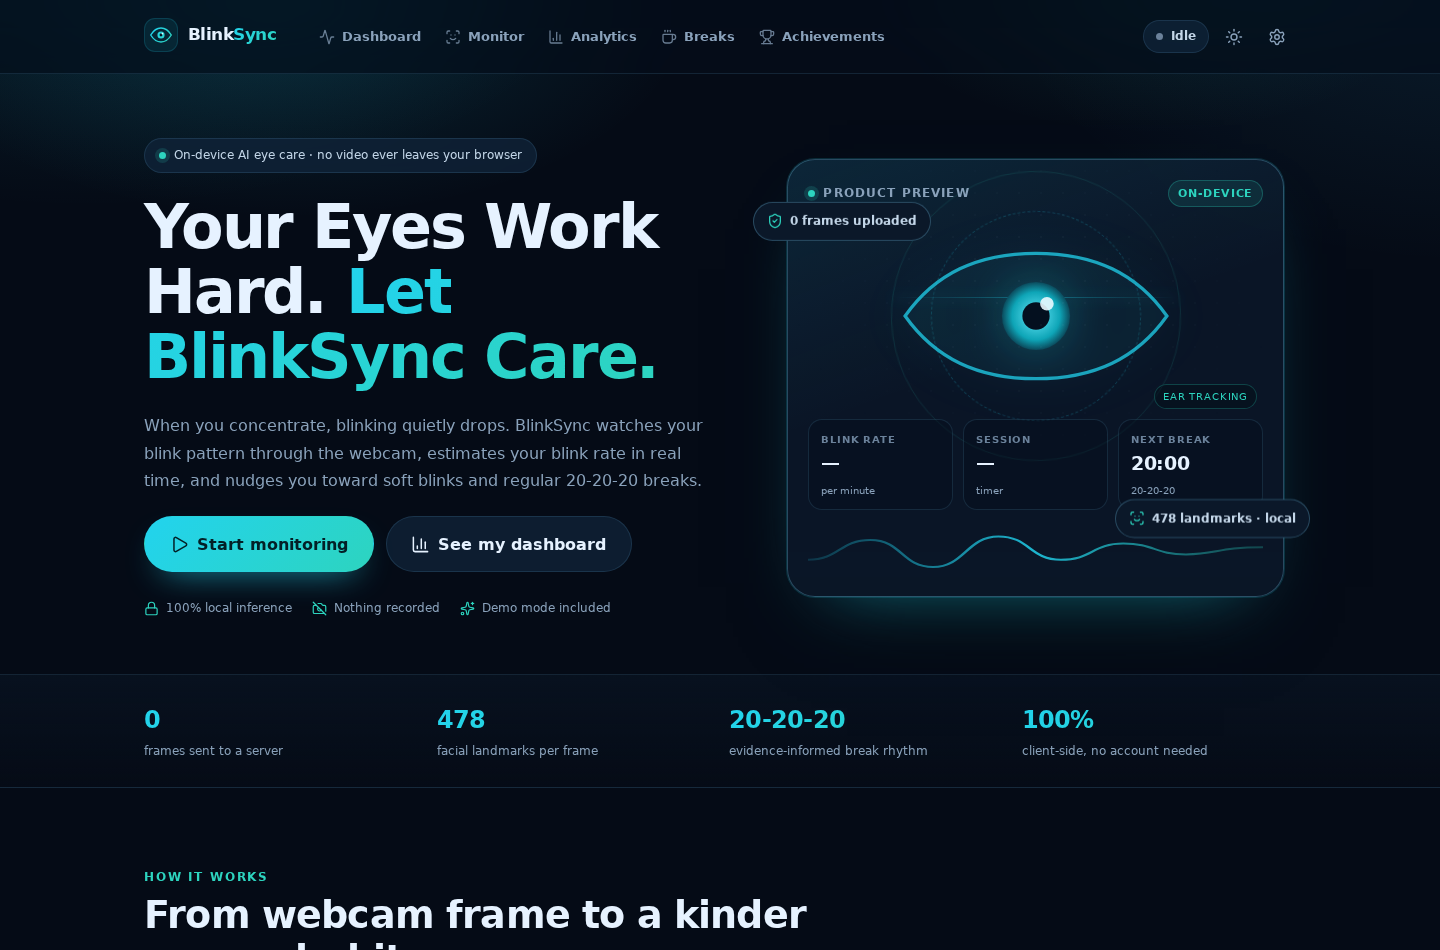 BlinkSync
Dashboard
Monitor
Analytics
Breaks
Achievements
Idle
On-device AI eye care · no video ever leaves your browser
Your Eyes Work
Hard. Let
BlinkSync Care.
When you concentrate, blinking quietly drops. BlinkSync watches your
blink pattern through the webcam, estimates your blink rate in real
time, and nudges you toward soft blinks and regular 20-20-20 breaks.
Start monitoring
See my dashboard
100% local inference
Nothing recorded
Demo mode included
PRODUCT PREVIEW
ON-DEVICE
0 frames uploaded
EAR TRACKING
BLINK RATE
—
per minute
SESSION
—
timer
NEXT BREAK
20:00
20-20-20
478 landmarks · local
0
frames sent to a server
478
facial landmarks per frame
20-20-20
evidence-informed break rhythm
100%
client-side, no account needed
HOW IT WORKS
From webcam frame to a kinder